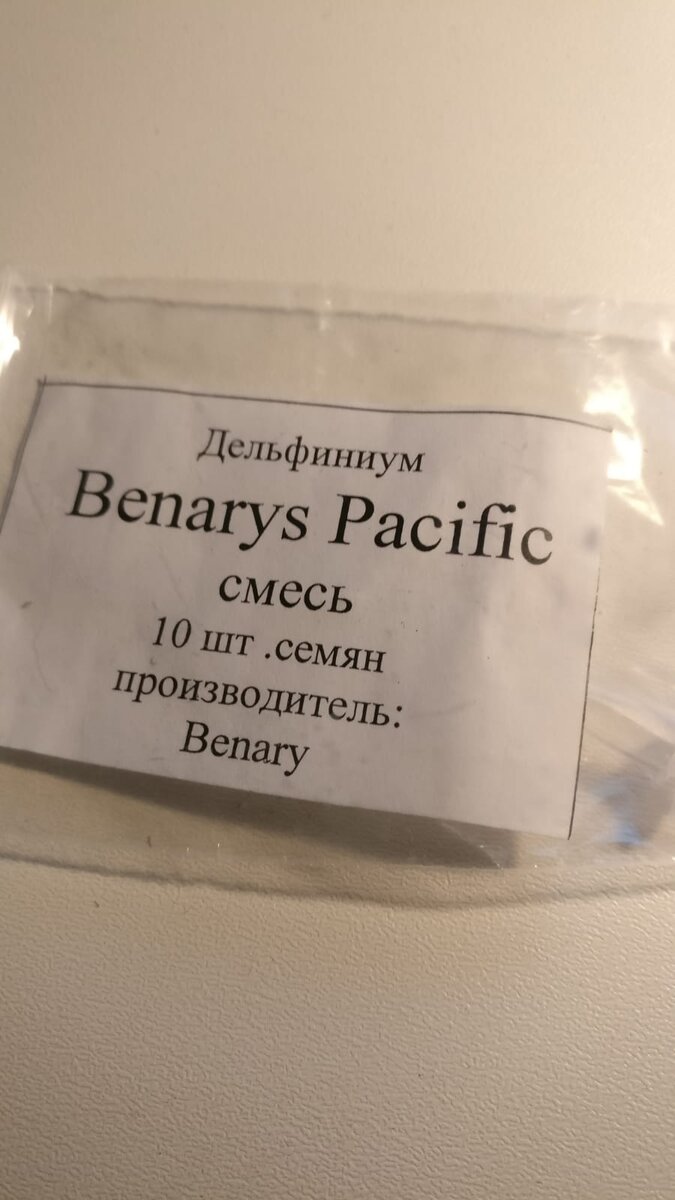 Дельфиниум
Benarys Pacific
смесь
10 шт .семян
производитель:
Benary